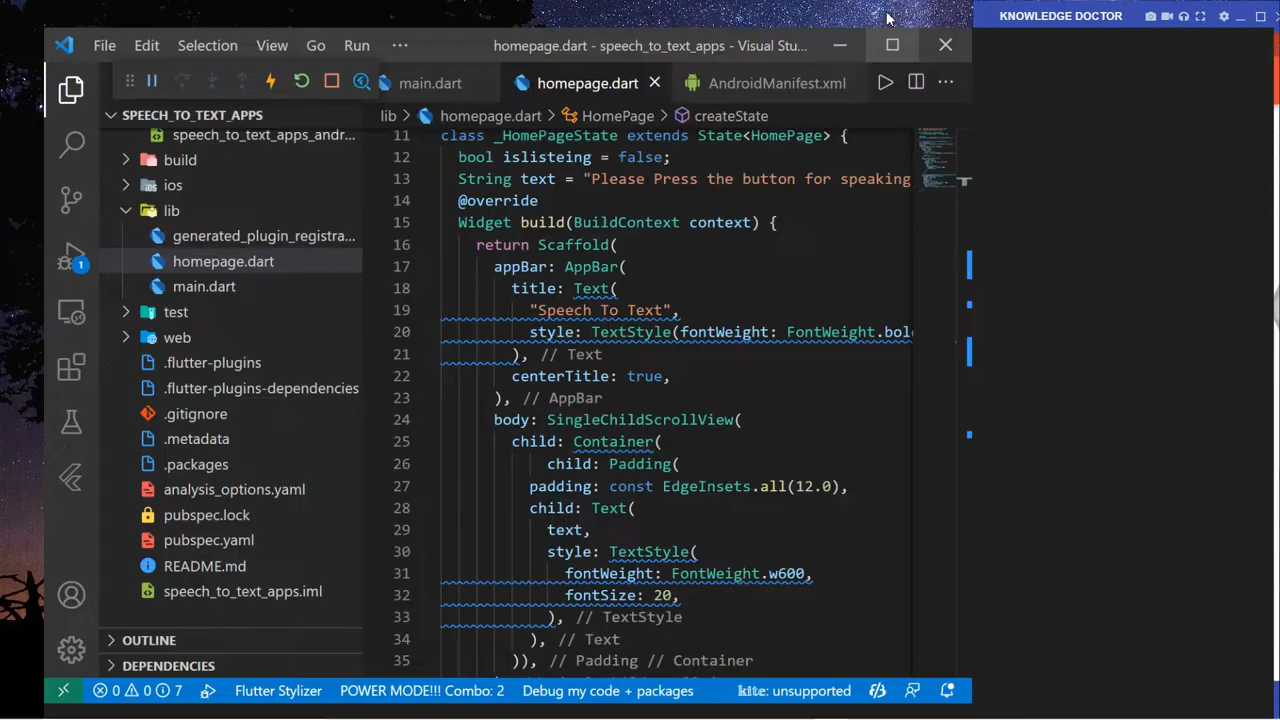 KNOWLEDGE DOCTOR
File Edit Selection View Go Run ··· homepage.dart - speech_to_text_apps - Visual Stu...
main.dart homepage.dart AndroidManifest.xml ···
SPEECH_TO_TEXT_APPS
speech_to_text_apps_andr...
build
ios
lib
generated_plugin_registra...
homepage.dart
main.dart
test
web
.flutter-plugins
.flutter-plugins-dependencies
.gitignore
.metadata
.packages
analysis_options.yaml
pubspec.lock
pubspec.yaml
README.md
speech_to_text_apps.iml
OUTLINE
DEPENDENCIES
1
lib > homepage.dart > HomePage > createState
11 class _HomePageState extends State<HomePage> {
12 bool islisteing = false;
13 String text = "Please Press the button for speaking
14 @override
15 Widget build(BuildContext context) {
16 return Scaffold(
17 appBar: AppBar(
18 title: Text(
19 "Speech To Text",
20 style: TextStyle(fontWeight: FontWeight.bol
21 ), // Text
22 centerTitle: true,
23 ), // AppBar
24 body: SingleChildScrollView(
25 child: Container(
26 child: Padding(
27 padding: const EdgeInsets.all(12.0),
28 child: Text(
29 text,
30 style: TextStyle(
31 fontWeight: FontWeight.w600,
32 fontSize: 20,
33 ), // TextStyle
34 ), // Text
35 )), // Padding // Container
0 0 7 Flutter Stylizer POWER MODE!!! Combo: 2 Debug my code + packages kite: unsupported